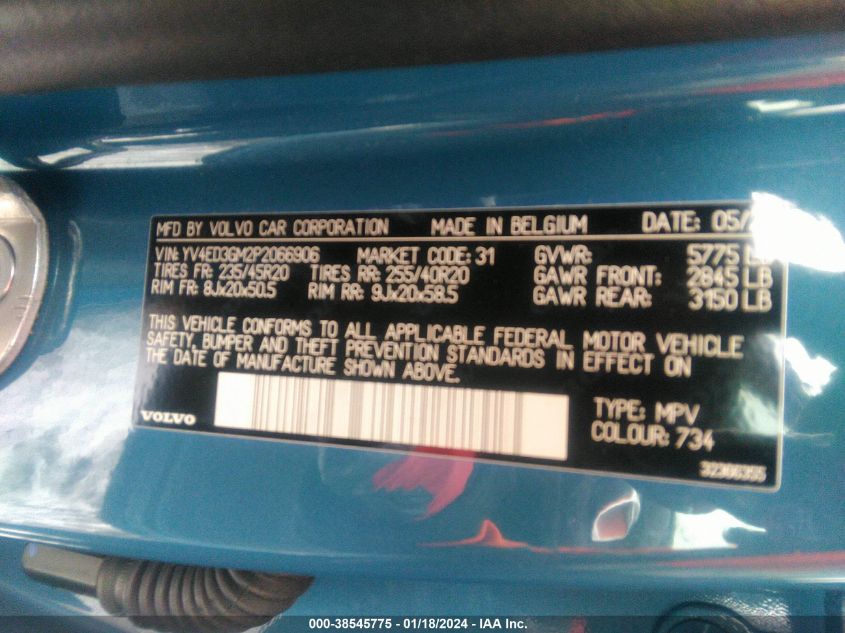 MFD BY VOLVO CAR CORPORATION MADE IN BELGIUM DATE: 05/
VIN: YV4ED3GM2P2066906 MARKET CODE: 31 GVWR: 5775 LB
TIRES FR: 235/45R20 TIRES RR: 255/40R20 GAWR FRONT: 2845 LB
RIM FR: 8Jx20x50.5 RIM RR: 9Jx20x58.5 GAWR REAR: 3150 LB
THIS VEHICLE CONFORMS TO ALL APPLICABLE FEDERAL MOTOR VEHICLE
SAFETY, BUMPER AND THEFT PREVENTION STANDARDS IN EFFECT ON
THE DATE OF MANUFACTURE SHOWN ABOVE.
VOLVO
TYPE: MPV
COLOUR: 734
32306355
000-38545775 - 01/18/2024 - IAA Inc.